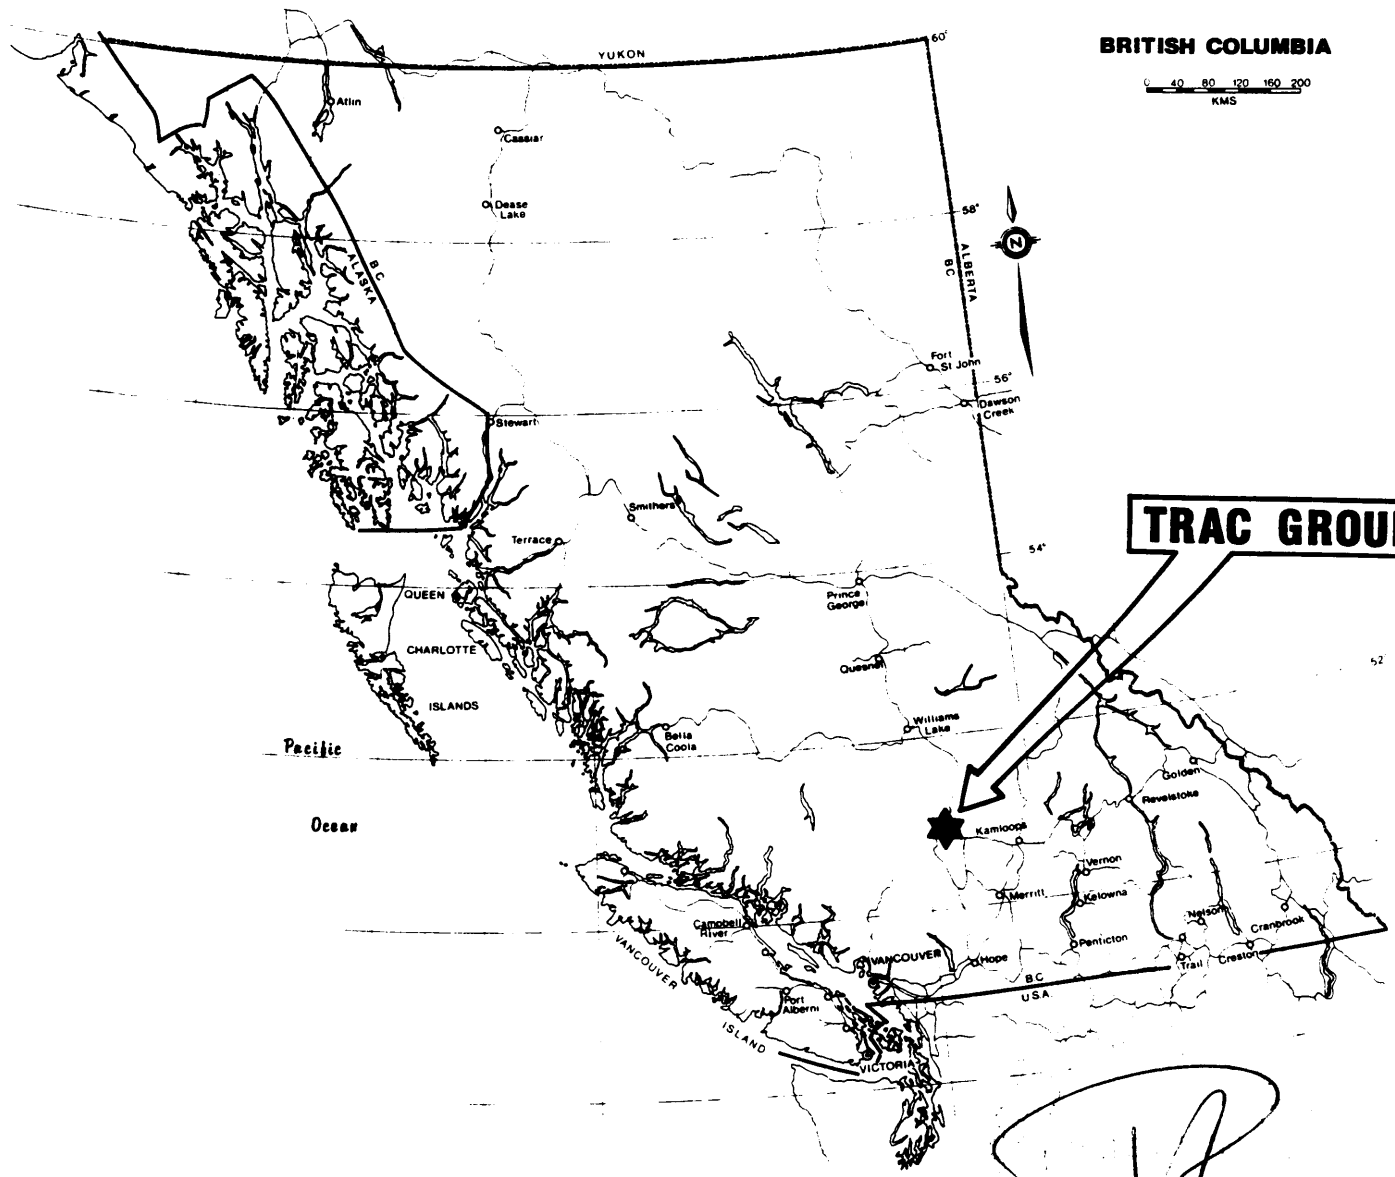 BRITISH COLUMBIA
0 40 80 120 160 200
KMS
YUKON
60°
Atlin
Cassiar
Dease
Lake
58°
N
B C
ALASKA
ALBERTA
BC
Fort
St John
56°
Dawson
Creek
Stewart
Smithers
TRAC GROU
Terrace
54°
Prince
George
QUEEN
CHARLOTTE
ISLANDS
Quesnel
52°
Williams
Lake
Bella
Coola
Pacific
Ocean
Golden
Revelstoke
Kamloops
Vernon
Merritt
Kelowna
Nelson
Cranbrook
Campbell
River
Penticton
Creston
Trail
VANCOUVER
Hope
VANCOUVER
ISLAND
B.C.
U.S.A.
Port
Alberni
VICTORIA